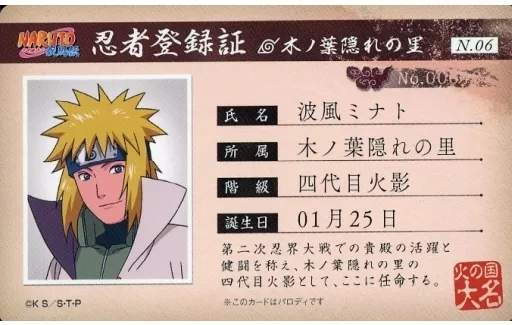 NARUTO 疾風伝
忍者登録証 木ノ葉隠れの里 N.06
No.000
氏名 波風ミナト
所属 木ノ葉隠れの里
階級 四代目火影
誕生日 01月25日
第二次忍界大戦での貴殿の活躍と
健闘を称え、木ノ葉隠れの里の
四代目火影として、ここに任命する。
火の国
大名
©K S/S・T・P
※このカードはパロディです